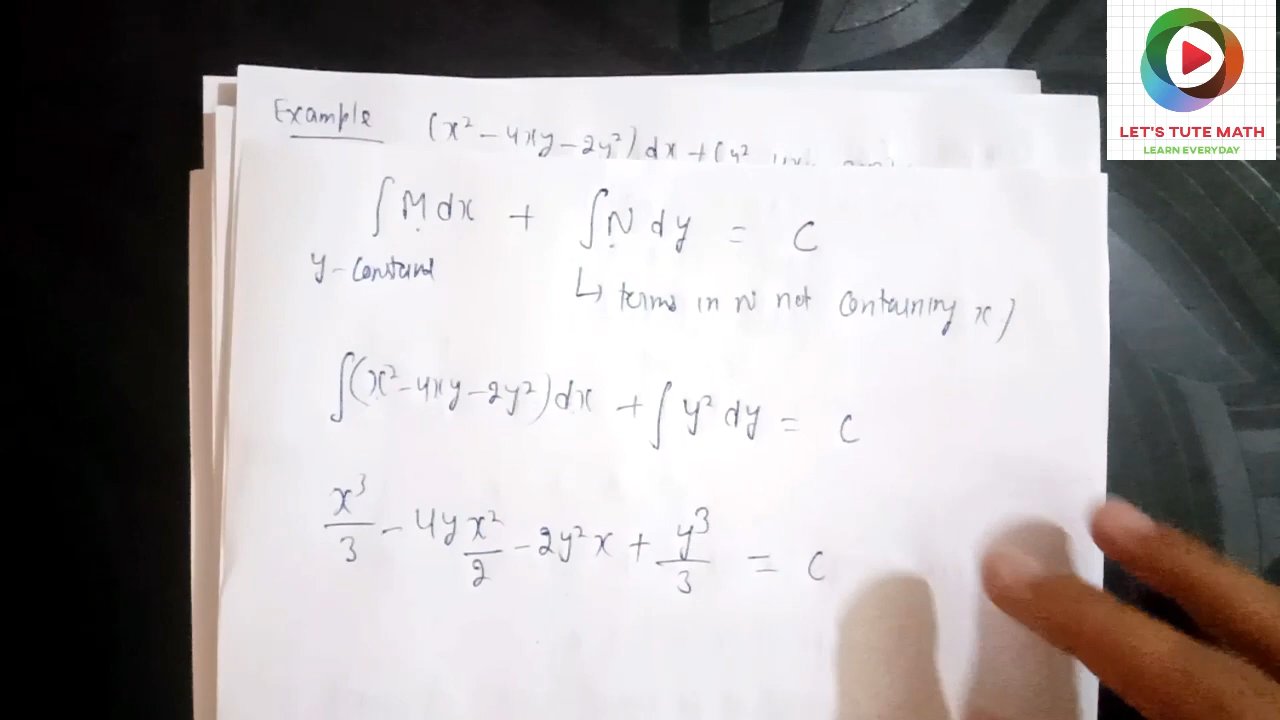 LET'S TUTE MATH
LEARN EVERYDAY
Example (x² - 4xy - 2y²) dx + (y²
∫M dx + ∫N dy = C
y - constant
↳ terms in N not containing x)
∫(x² - 4xy - 2y²)dx + ∫y² dy = C
x³/3 - 4y x²/2 - 2y²x + y³/3 = C